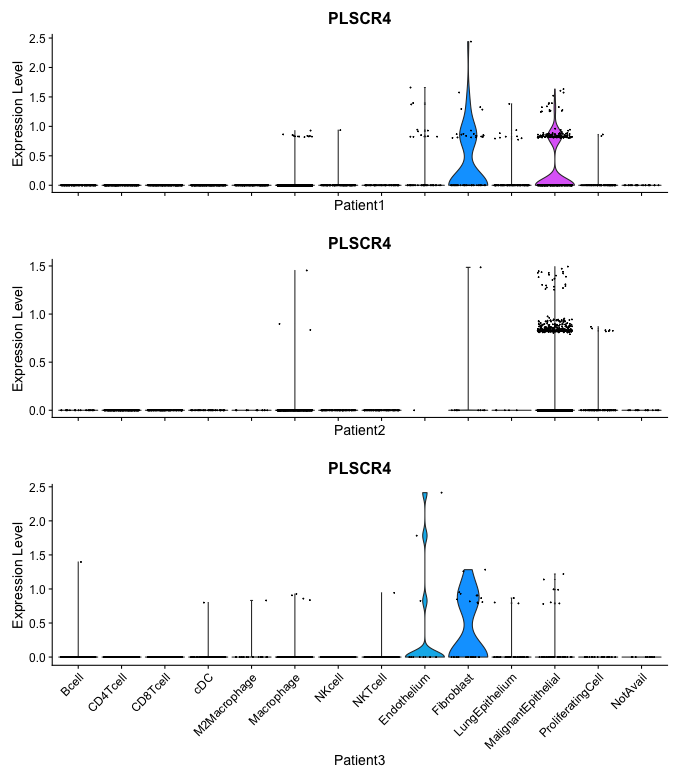 PLSCR4
Expression Level
2.5
2.0
1.5
1.0
0.5
0.0
Patient1
PLSCR4
Expression Level
1.5
1.0
0.5
0.0
Patient2
PLSCR4
Expression Level
2.5
2.0
1.5
1.0
0.5
0.0
Bcell
CD4Tcell
CD8Tcell
cDC
M2Macrophage
Macrophage
NKcell
NKTcell
Endothelium
Fibroblast
LungEpithelium
MalignantEpithelial
ProliferatingCell
NotAvail
Patient3